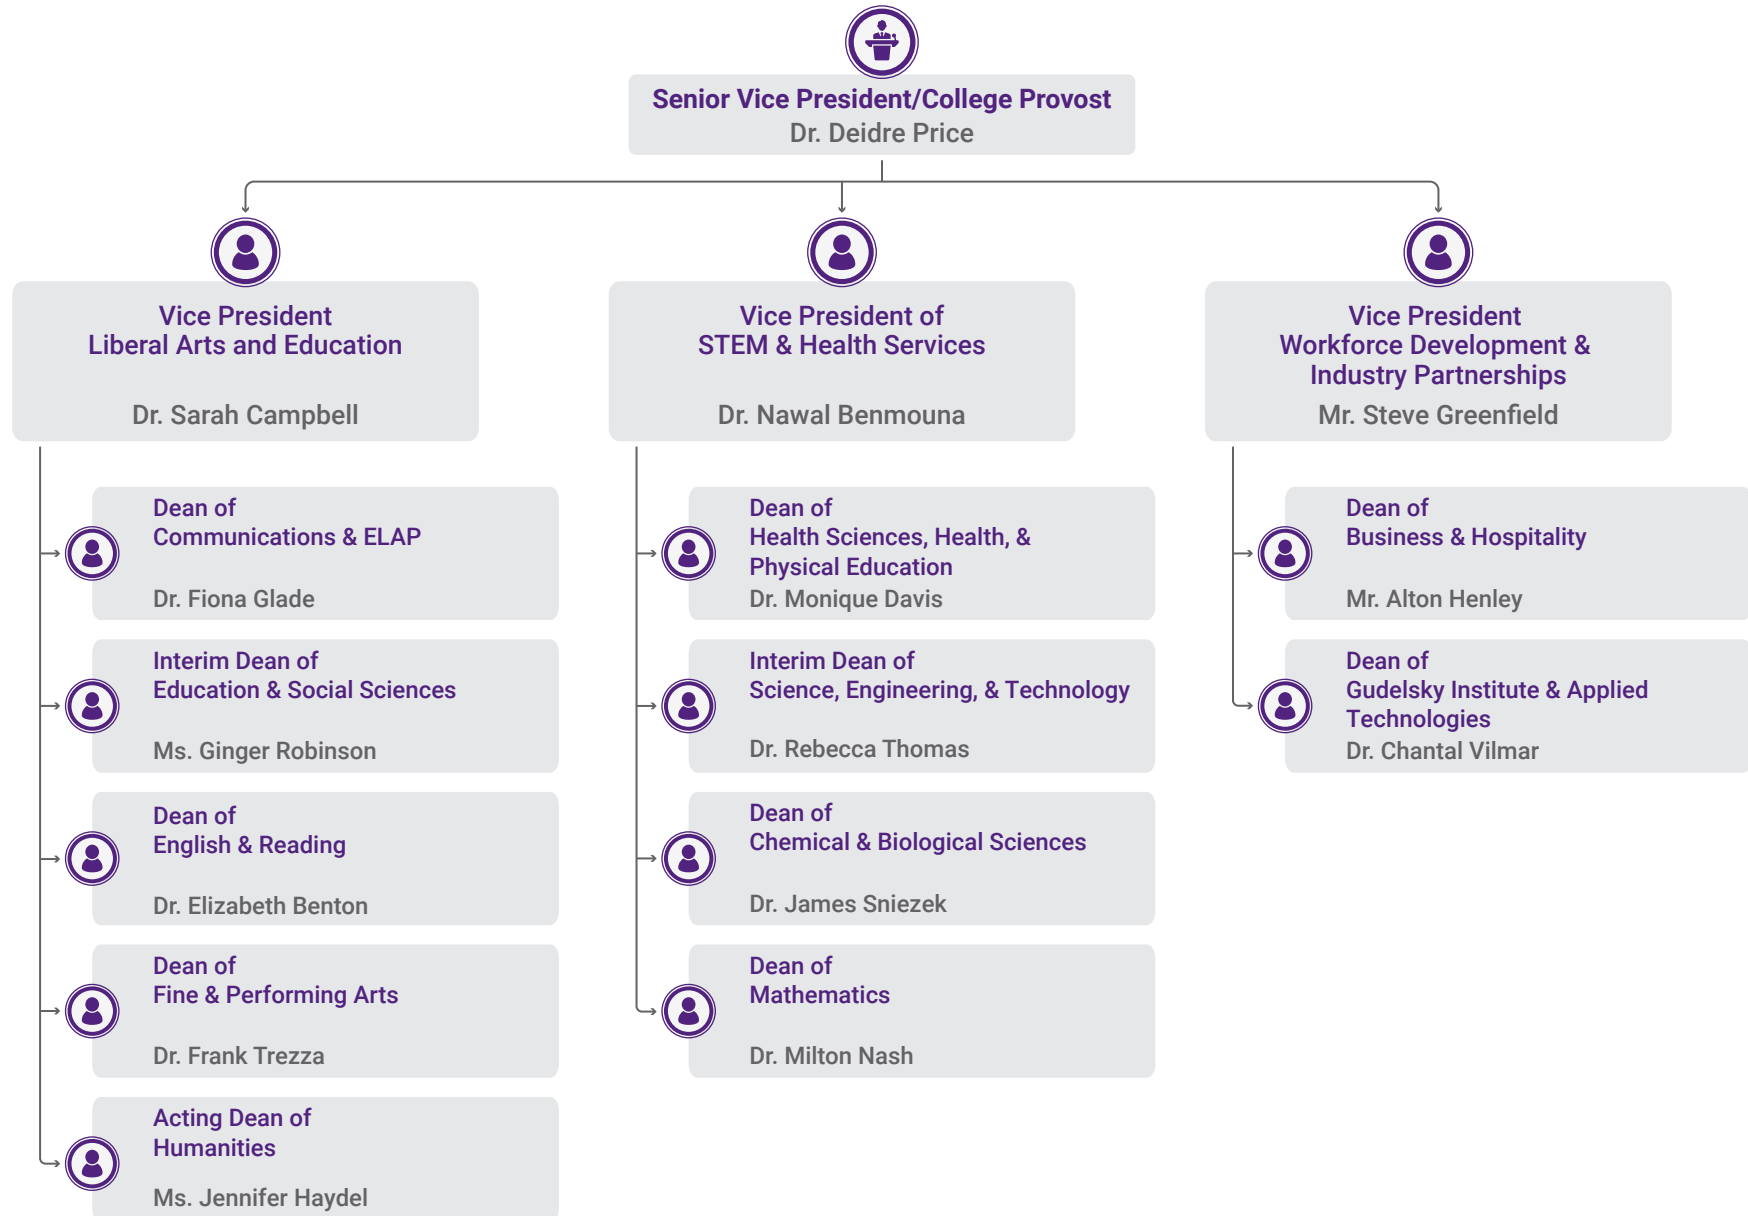 Senior Vice President/College Provost
Dr. Deidre Price
Vice President
Liberal Arts and Education
Dr. Sarah Campbell
Dean of
Communications & ELAP
Dr. Fiona Glade
Interim Dean of
Education & Social Sciences
Ms. Ginger Robinson
Dean of
English & Reading
Dr. Elizabeth Benton
Dean of
Fine & Performing Arts
Dr. Frank Trezza
Acting Dean of
Humanities
Ms. Jennifer Haydel
Vice President of
STEM & Health Services
Dr. Nawal Benmouna
Dean of
Health Sciences, Health, &
Physical Education
Dr. Monique Davis
Interim Dean of
Science, Engineering, & Technology
Dr. Rebecca Thomas
Dean of
Chemical & Biological Sciences
Dr. James Sniezek
Dean of
Mathematics
Dr. Milton Nash
Vice President
Workforce Development &
Industry Partnerships
Mr. Steve Greenfield
Dean of
Business & Hospitality
Mr. Alton Henley
Dean of
Gudelsky Institute & Applied
Technologies
Dr. Chantal Vilmar